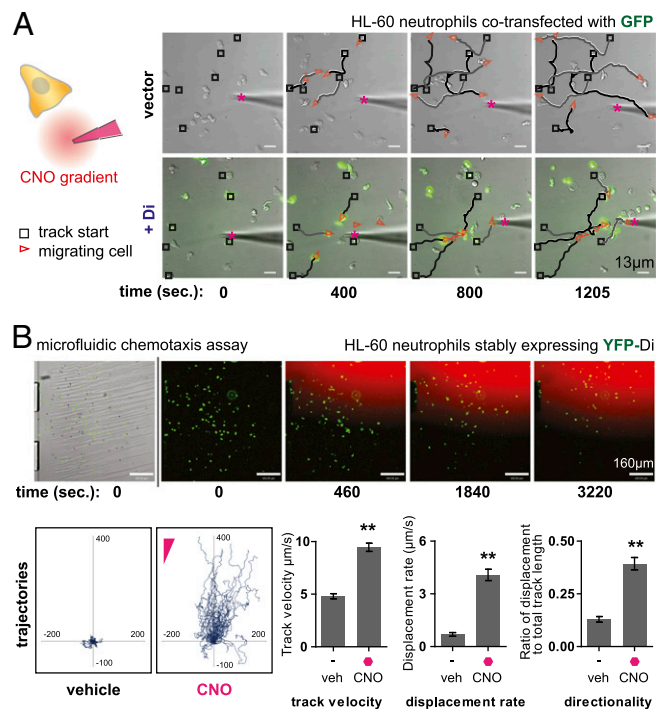 A
HL-60 neutrophils co-transfected with GFP
vector
*
*
*
*
CNO gradient
+ Di
*
*
*
*
□ track start
migrating cell
13µm
time (sec.): 0 400 800 1205
B
microfluidic chemotaxis assay
HL-60 neutrophils stably expressing YFP-Di
160µm
time (sec.): 0 0 460 1840 3220
trajectories
400
-200 200
-100
vehicle
400
-200 200
-100
CNO
Track velocity µm/s
10
5
0
**
-
veh CNO
track velocity
Displacement rate (µm/s)
6
3
0
**
-
veh CNO
displacement rate
Ratio of displacement
to total track length
0.50
0.25
0.00
**
-
veh CNO
directionality